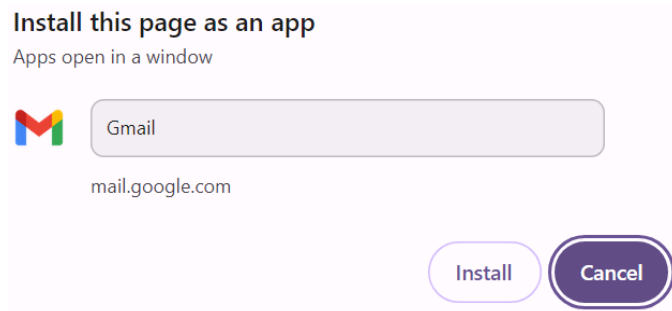 Install this page as an app
Apps open in a window
Gmail
mail.google.com
Install Cancel